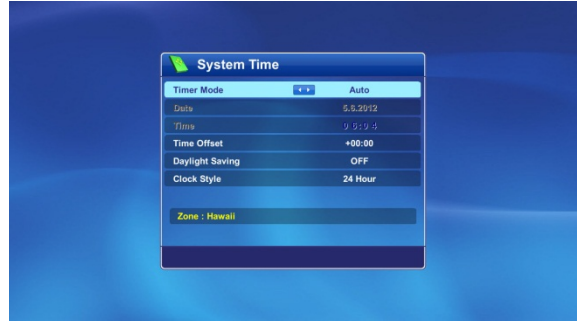 System Time
Timer Mode Auto
Date 5.6.2012
Time
Time Offset +00:00
Daylight Saving OFF
Clock Style 24 Hour
Zone : Hawaii